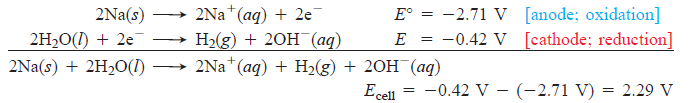 2Na(s) ⟶ 2Na⁺(aq) + 2e⁻ E° = −2.71 V [anode; oxidation]
2H₂O(l) + 2e⁻ ⟶ H₂(g) + 2OH⁻(aq) E = −0.42 V [cathode; reduction]
2Na(s) + 2H₂O(l) ⟶ 2Na⁺(aq) + H₂(g) + 2OH⁻(aq)
E_cell = −0.42 V − (−2.71 V) = 2.29 V